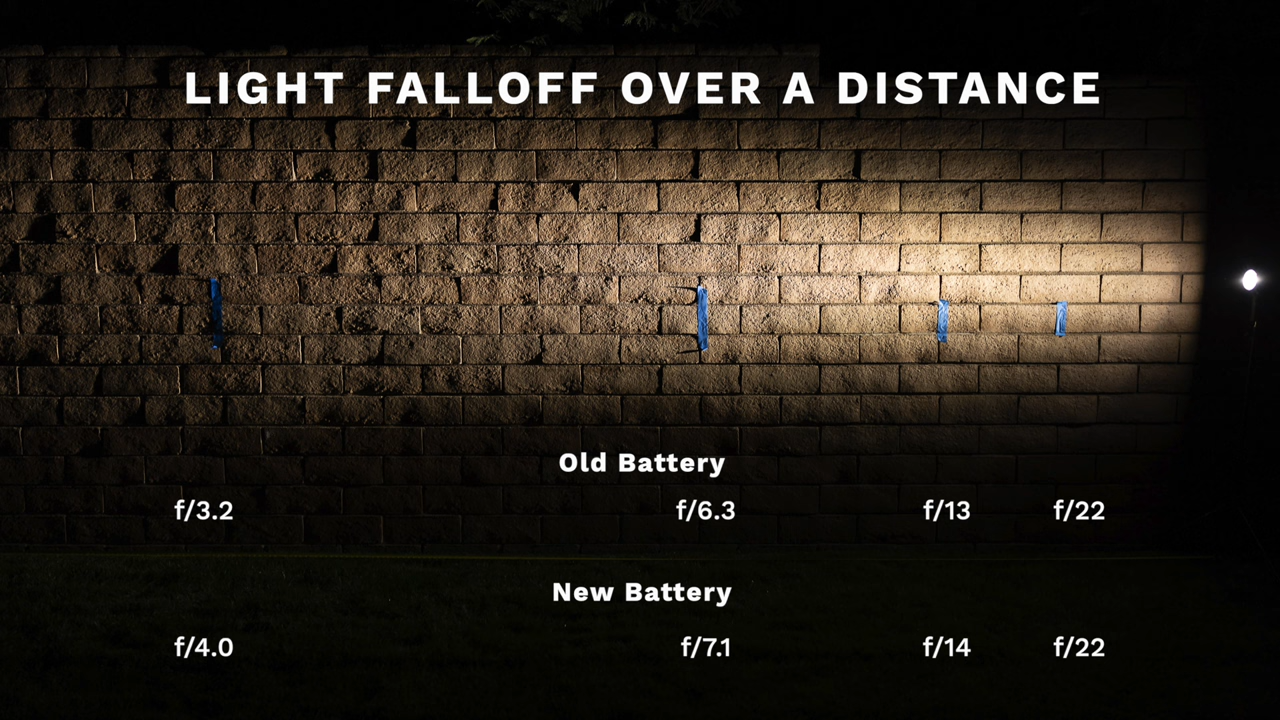 LIGHT FALLOFF OVER A DISTANCE
Old Battery
f/3.2 f/6.3 f/13 f/22
New Battery
f/4.0 f/7.1 f/14 f/22